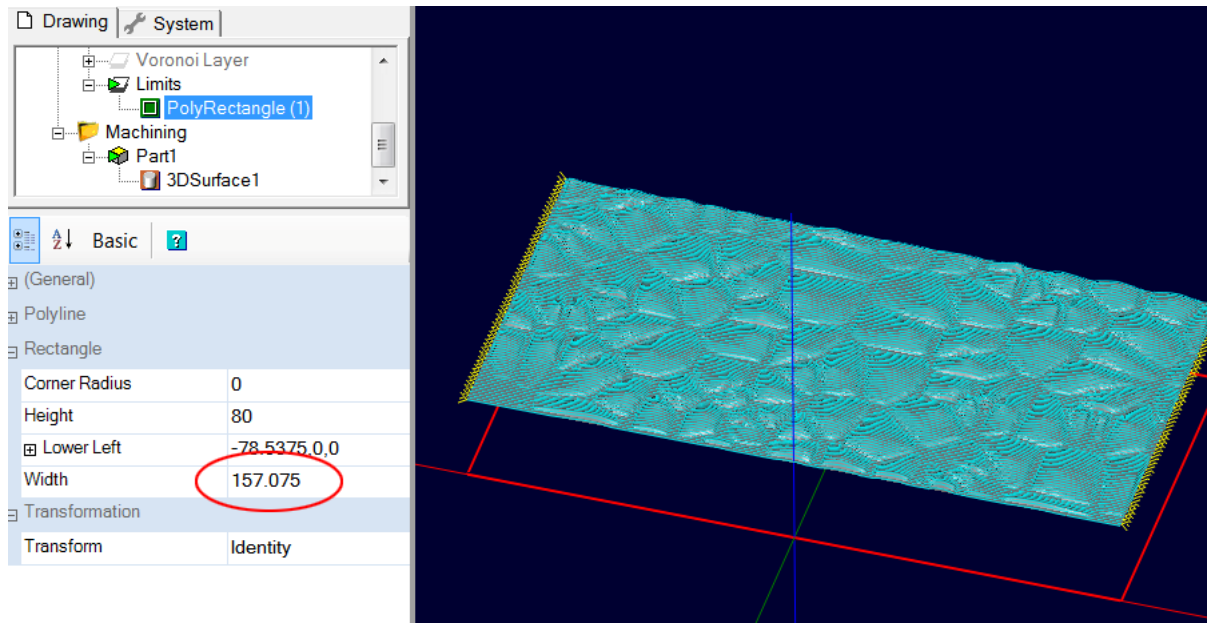 Drawing System
Voronoi Layer
Limits
PolyRectangle (1)
Machining
Part1
3DSurface1
A Z Basic ?
(General)
Polyline
Rectangle
Corner Radius 0
Height 80
Lower Left -78.5375,0,0
Width 157.075
Transformation
Transform Identity